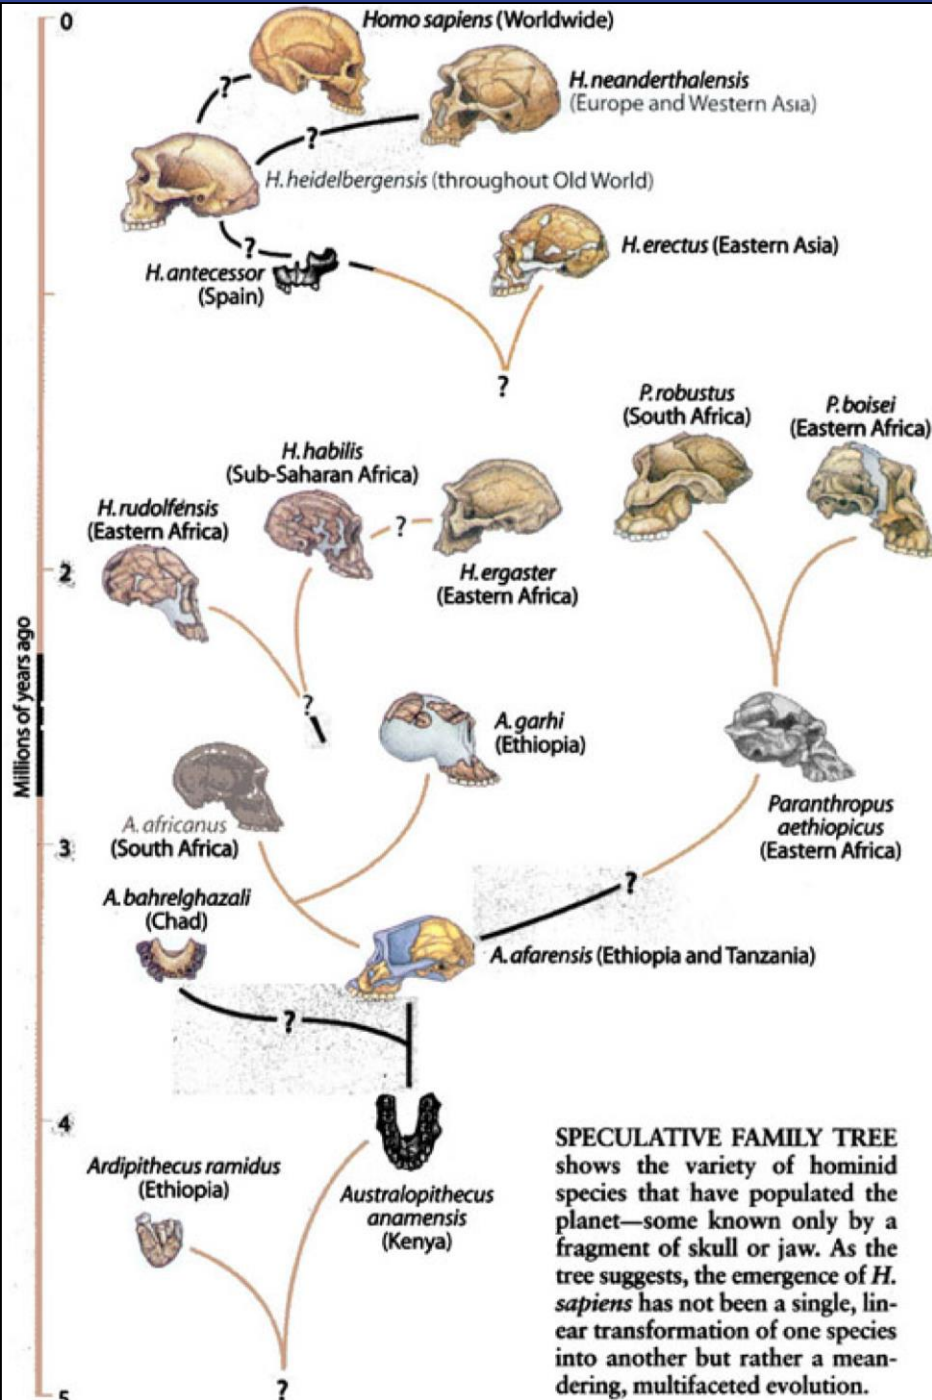 0
Homo sapiens (Worldwide)
?
H. neanderthalensis
(Europe and Western Asia)
?
H. heidelbergensis (throughout Old World)
?
H. antecessor
(Spain)
H. erectus (Eastern Asia)
?
P. robustus
(South Africa)
P. boisei
(Eastern Africa)
H. habilis
(Sub-Saharan Africa)
H. rudolfensis
(Eastern Africa)
?
H. ergaster
(Eastern Africa)
2
Millions of years ago
?
A. garhi
(Ethiopia)
A. africanus
(South Africa)
Paranthropus
aethiopicus
(Eastern Africa)
3
?
A. bahrelghazali
(Chad)
A. afarensis (Ethiopia and Tanzania)
?
4
Ardipithecus ramidus
(Ethiopia)
Australopithecus
anamensis
(Kenya)
?
5
SPECULATIVE FAMILY TREE
shows the variety of hominid
species that have populated the
planet—some known only by a
fragment of skull or jaw. As the
tree suggests, the emergence of H.
sapiens has not been a single, lin-
ear transformation of one species
into another but rather a mean-
dering, multifaceted evolution.